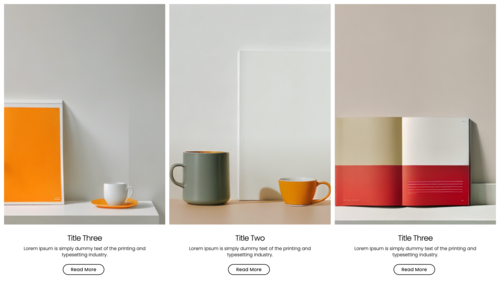 Title Three
Lorem Ipsum is simply dummy text of the printing and
typesetting industry.
Read More
Title Two
Lorem Ipsum is simply dummy text of the printing and
typesetting industry.
Read More
Title Three
Lorem Ipsum is simply dummy text of the printing and
typesetting industry.
Read More